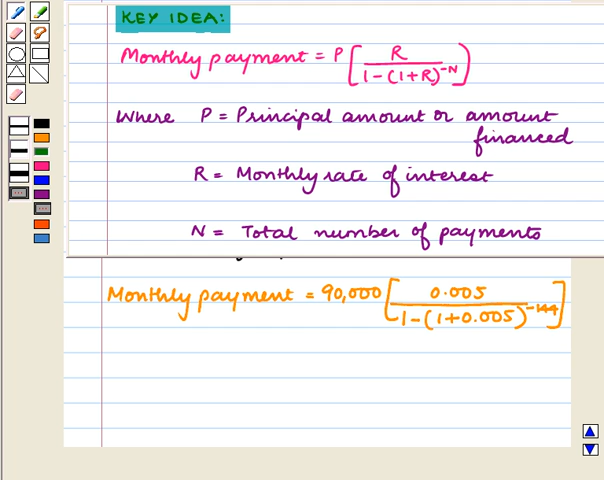 KEY IDEA:
Monthly payment = P [ R / 1-(1+R)^-N ]
Where P = Principal amount or amount
financed
R = Monthly rate of interest
N = Total number of payments
Monthly payment = 90,000 [ 0.005 / 1-(1+0.005)^-144 ]